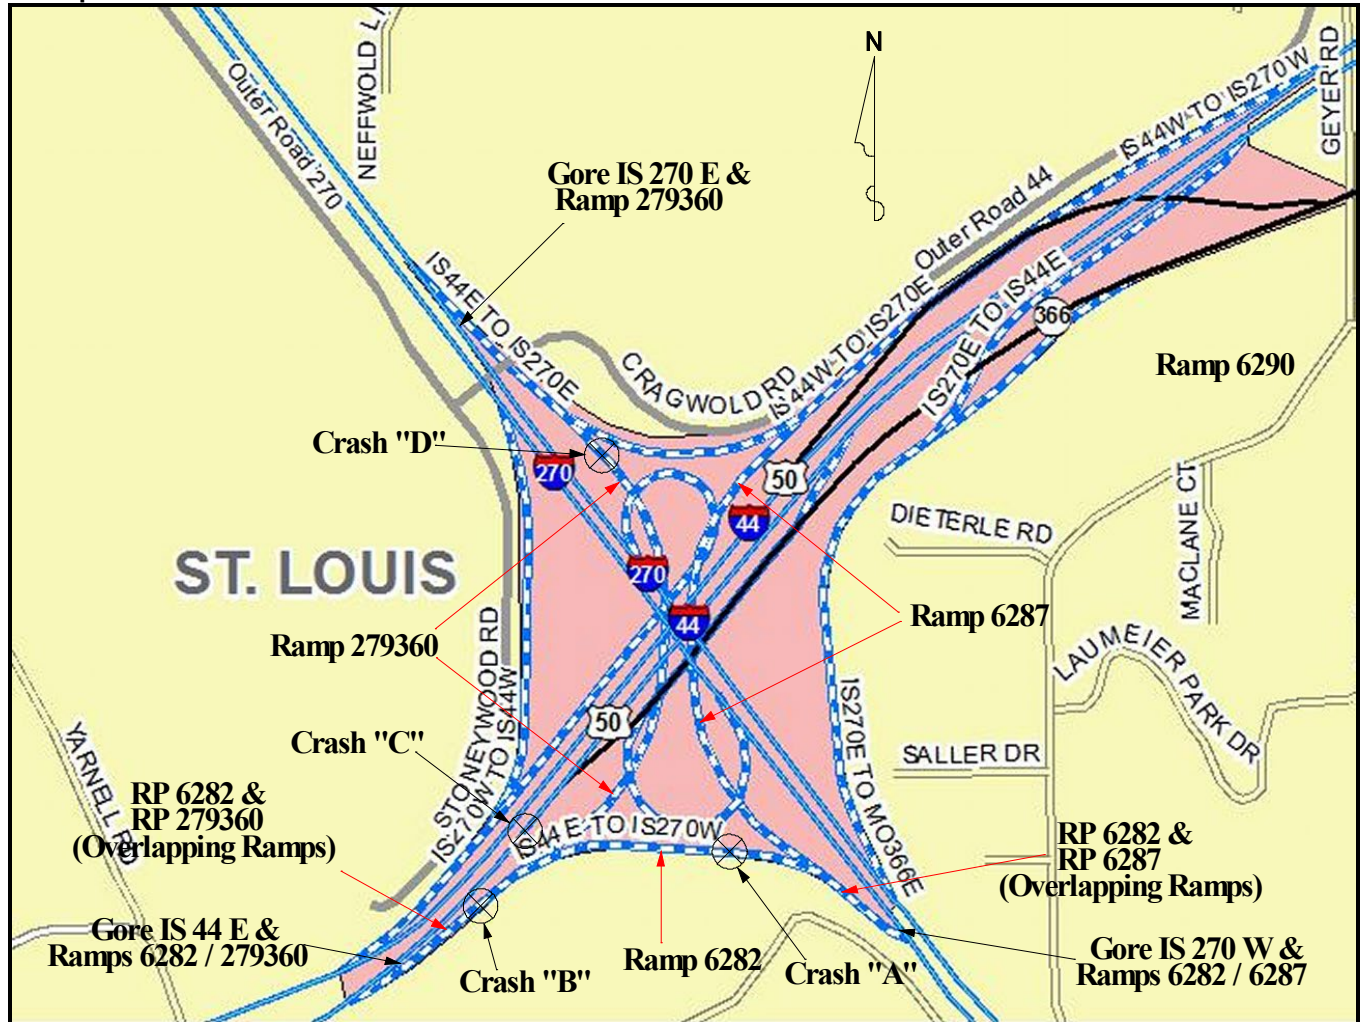 NEFFWOLD
N
Outer Road 270
Gore IS 270 E &
Ramp 279360
IS44W TO IS270W
GEYER RD
Outer Road 44
IS44E TO IS270E
IS44W TO IS270E
IS270E TO IS44E
366
CRAGWOLD RD
Ramp 6290
Crash "D"
270
50
44
DIETERLE RD
MACLANE CT
ST. LOUIS
270
44
Ramp 6287
Ramp 279360
LAUMEIER PARK DR
STONEYWOOD RD
IS270W TO IS44W
50
IS270E TO MO366E
SALLER DR
YARNELL RD
Crash "C"
RP 6282 &
RP 279360
(Overlapping Ramps)
IS44 E TO IS270W
RP 6282 &
RP 6287
(Overlapping Ramps)
Gore IS 44 E &
Ramps 6282 / 279360
Crash "B"
Ramp 6282
Crash "A"
Gore IS 270 W &
Ramps 6282 / 6287